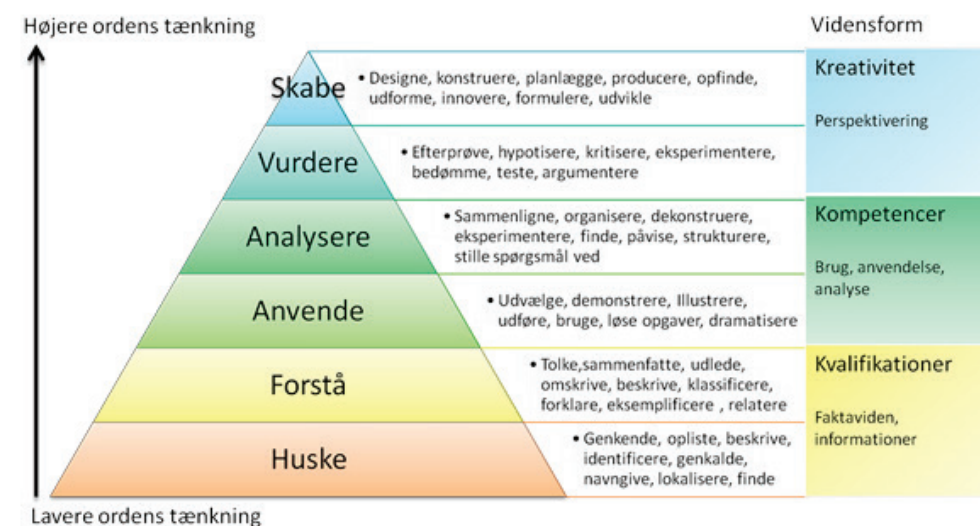 Højere ordens tænkning
Vidensform
Skabe
• Designe, konstruere, planlægge, producere, opfinde,
udforme, innovere, formulere, udvikle
Kreativitet
Perspektivering
Vurdere
• Efterprøve, hypotisere, kritisere, eksperimentere,
bedømme, teste, argumentere
Analysere
• Sammenligne, organisere, dekonstruere,
eksperimentere, finde, påvise, strukturere,
stille spørgsmål ved
Kompetencer
Brug, anvendelse,
analyse
Anvende
• Udvælge, demonstrere, Illustrere,
udføre, bruge, løse opgaver, dramatisere
Forstå
• Tolke,sammenfatte, udlede,
omskrive, beskrive, klassificere,
forklare, eksemplificere , relatere
Kvalifikationer
Faktaviden,
informationer
Huske
• Genkende, opliste, beskrive,
identificere, genkalde,
navngive, lokalisere, finde
Lavere ordens tænkning